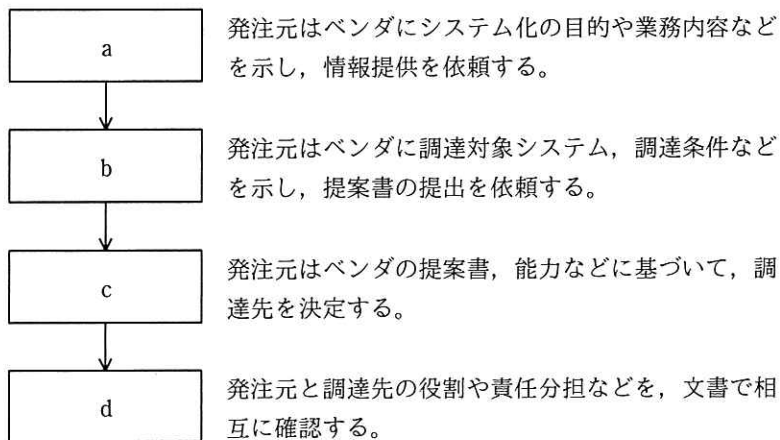 a
発注元はベンダにシステム化の目的や業務内容など
を示し，情報提供を依頼する。
b
発注元はベンダに調達対象システム，調達条件など
を示し，提案書の提出を依頼する。
c
発注元はベンダの提案書，能力などに基づいて，調
達先を決定する。
d
発注元と調達先の役割や責任分担などを，文書で相
互に確認する。